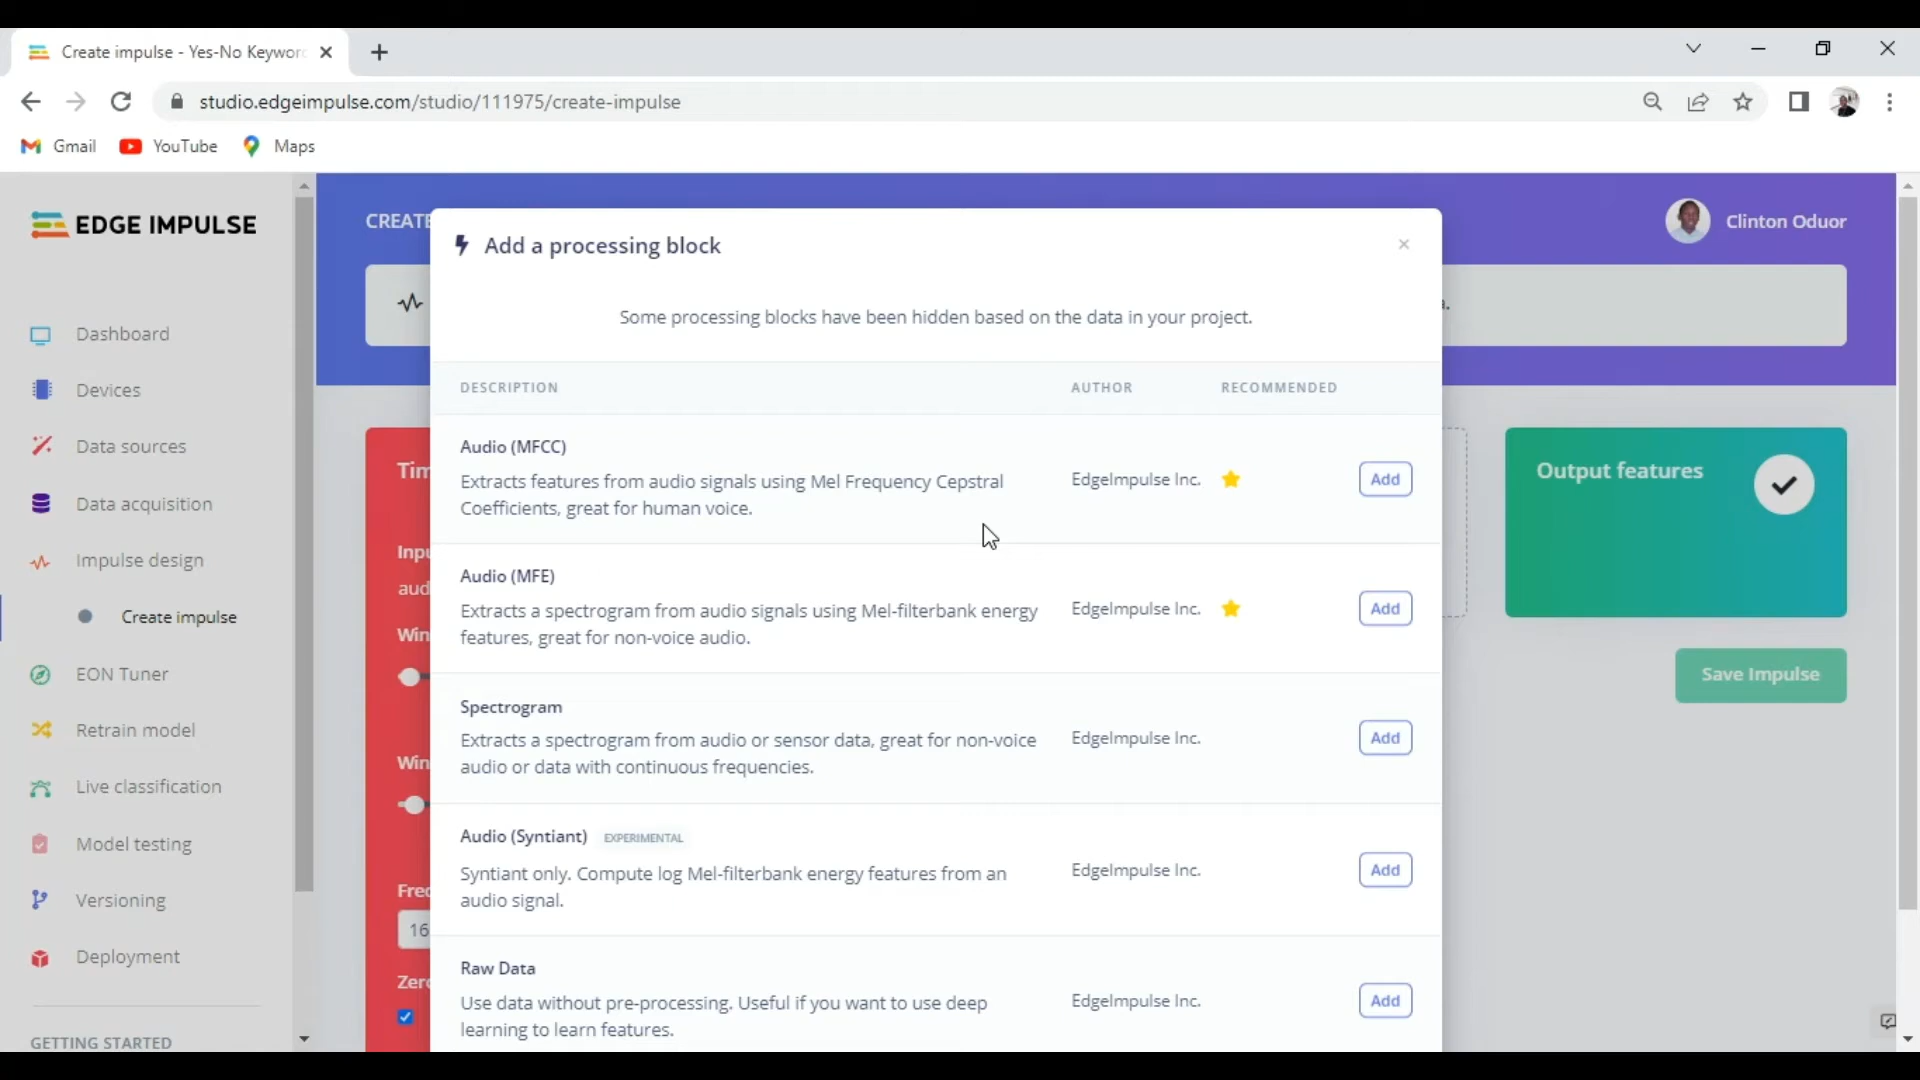 Create impulse - Yes-No Keyword
studio.edgeimpulse.com/studio/111975/create-impulse
Gmail
YouTube
Maps
EDGE IMPULSE
Dashboard
Devices
Data sources
Data acquisition
Impulse design
Create impulse
EON Tuner
Retrain model
Live classification
Model testing
Versioning
Deployment
GETTING STARTED
CREATE
Clinton Oduor
Add a processing block
Some processing blocks have been hidden based on the data in your project.
DESCRIPTION
AUTHOR
RECOMMENDED
Audio (MFCC)
Extracts features from audio signals using Mel Frequency Cepstral
Coefficients, great for human voice.
EdgeImpulse Inc.
Add
Audio (MFE)
Extracts a spectrogram from audio signals using Mel-filterbank energy
features, great for non-voice audio.
EdgeImpulse Inc.
Add
Spectrogram
Extracts a spectrogram from audio or sensor data, great for non-voice
audio or data with continuous frequencies.
EdgeImpulse Inc.
Add
Audio (Syntiant) EXPERIMENTAL
Syntiant only. Compute log Mel-filterbank energy features from an
audio signal.
EdgeImpulse Inc.
Add
Raw Data
Use data without pre-processing. Useful if you want to use deep
learning to learn features.
EdgeImpulse Inc.
Add
Output features
Save Impulse